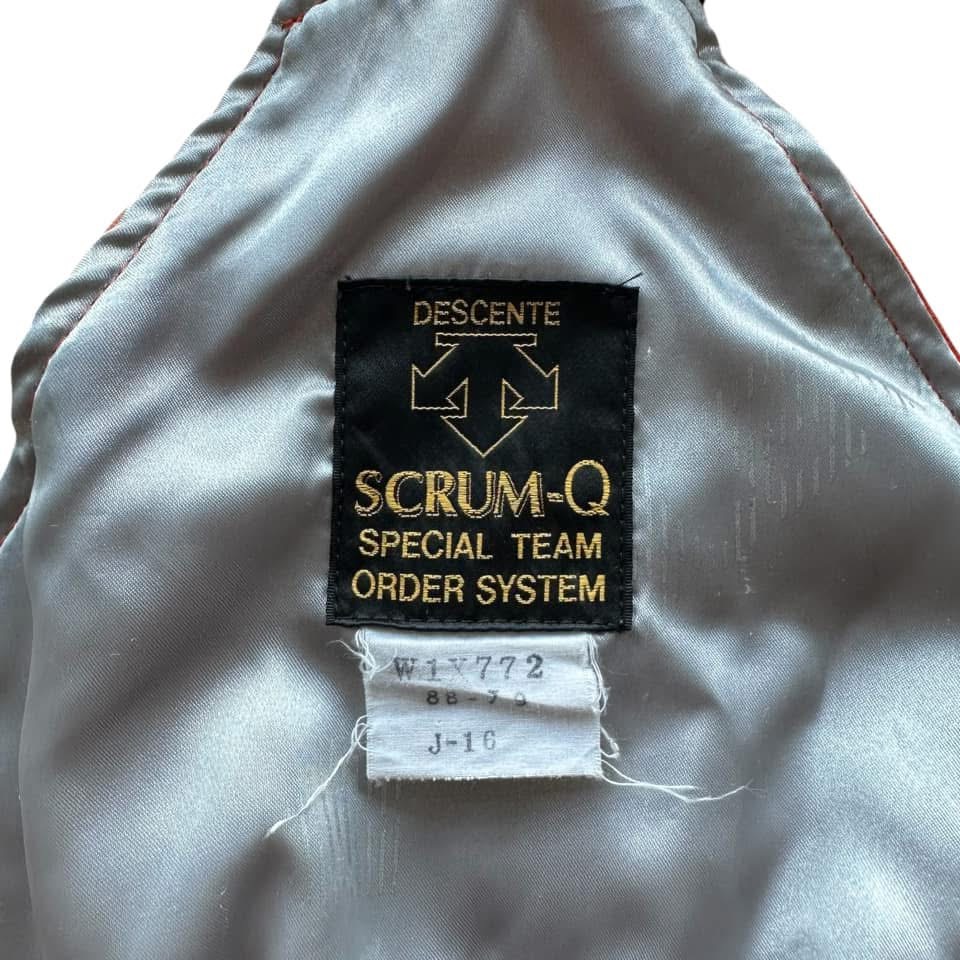 DESCENTE
SCRUM-Q
SPECIAL TEAM
ORDER SYSTEM
W1X772
J-16